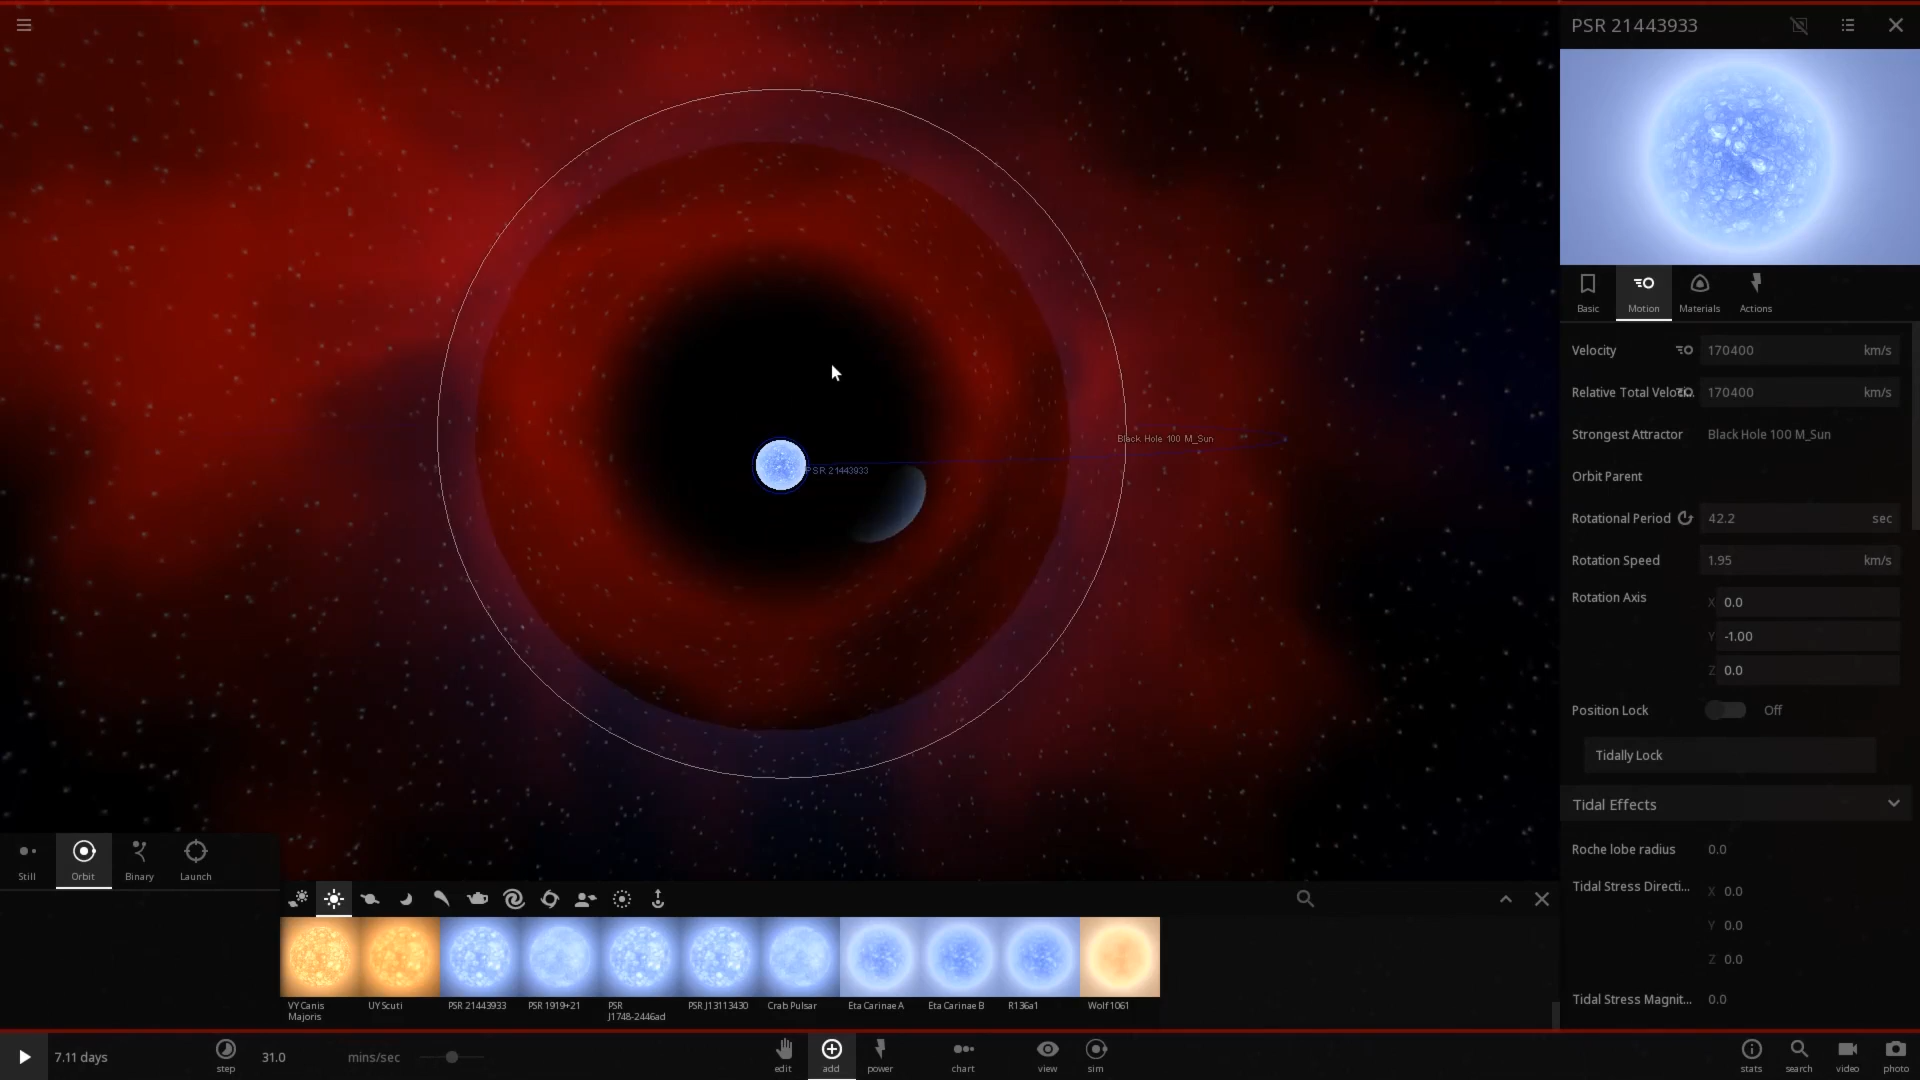 PSR 21443933
Basic
Motion
Materials
Actions
Velocity 170400 km/s
Relative Total Veloci... 170400 km/s
Strongest Attractor Black Hole 100 M_Sun
Orbit Parent
Rotational Period 42.2 sec
Rotation Speed 1.95 km/s
Rotation Axis X 0.0
Y -1.00
Z 0.0
Position Lock Off
Tidally Lock
Tidal Effects
Roche lobe radius 0.0
Tidal Stress Directi... X 0.0
Y 0.0
Z 0.0
Tidal Stress Magnit... 0.0
Black Hole 100 M_Sun
PSR 21443933
Still
Orbit
Binary
Launch
VY Canis
Majoris
UY Scuti
PSR 21443933
PSR 1919+21
PSR
J1748-2446ad
PSR J13113430
Crab Pulsar
Eta Carinae A
Eta Carinae B
R136a1
Wolf 1061
7.11 days
step
31.0 mins/sec
edit
add
power
chart
view
sim
stats
search
video
photo